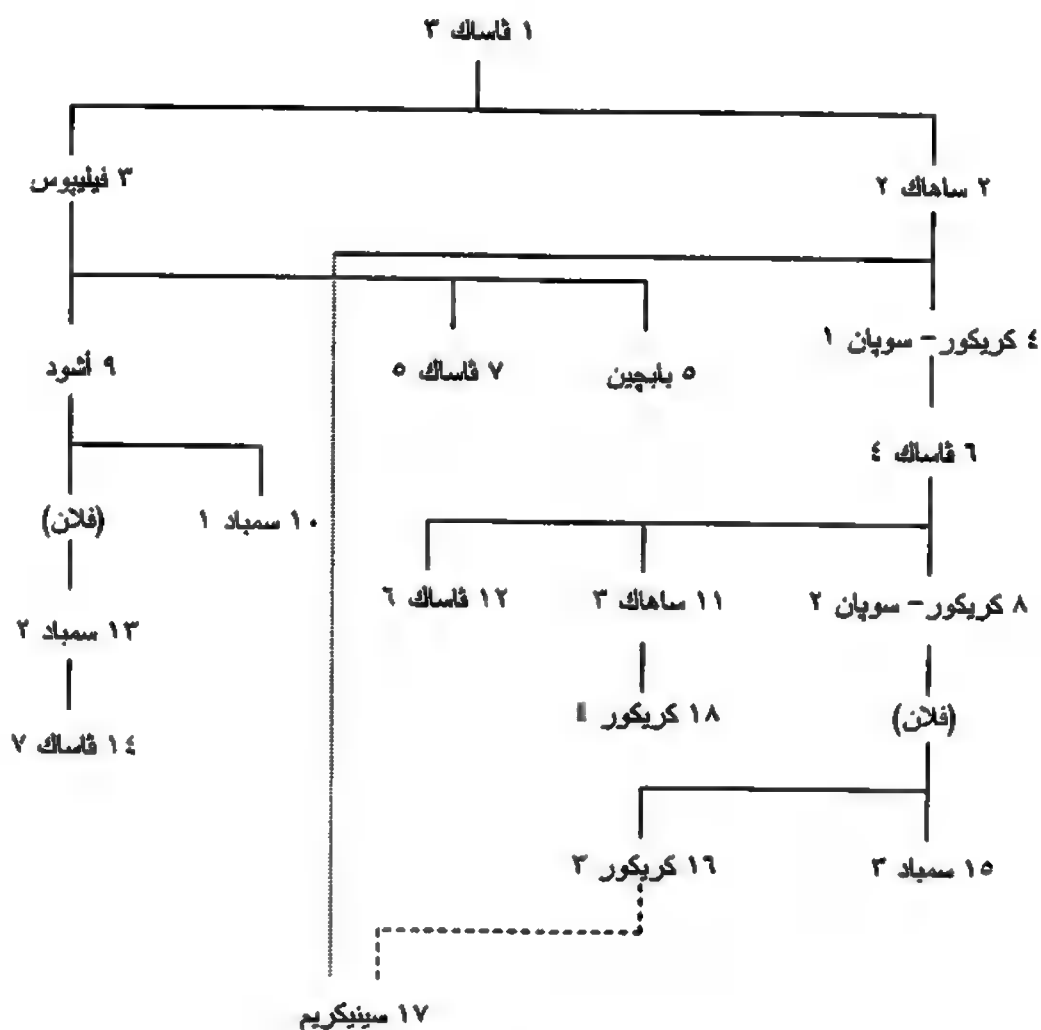 ١ ڤاساك ٣
٢ ساهاك ٢
٣ فيليپوس
٤ كريكور – سوپان ١
٥ بابچين
٧ ڤاساك ٥
٩ أشود
٦ ڤاساك ٤
١٠ سمباد ١
(فلان)
٨ كريكور – سوپان ٢
١١ ساهاك ٣
١٢ ڤاساك ٦
١٣ سمباد ٢
(فلان)
١٨ كريكور
١٤ ڤاساك ٧
١٥ سمباد ٣
١٦ كريكور ٣
١٧ سينيكريم